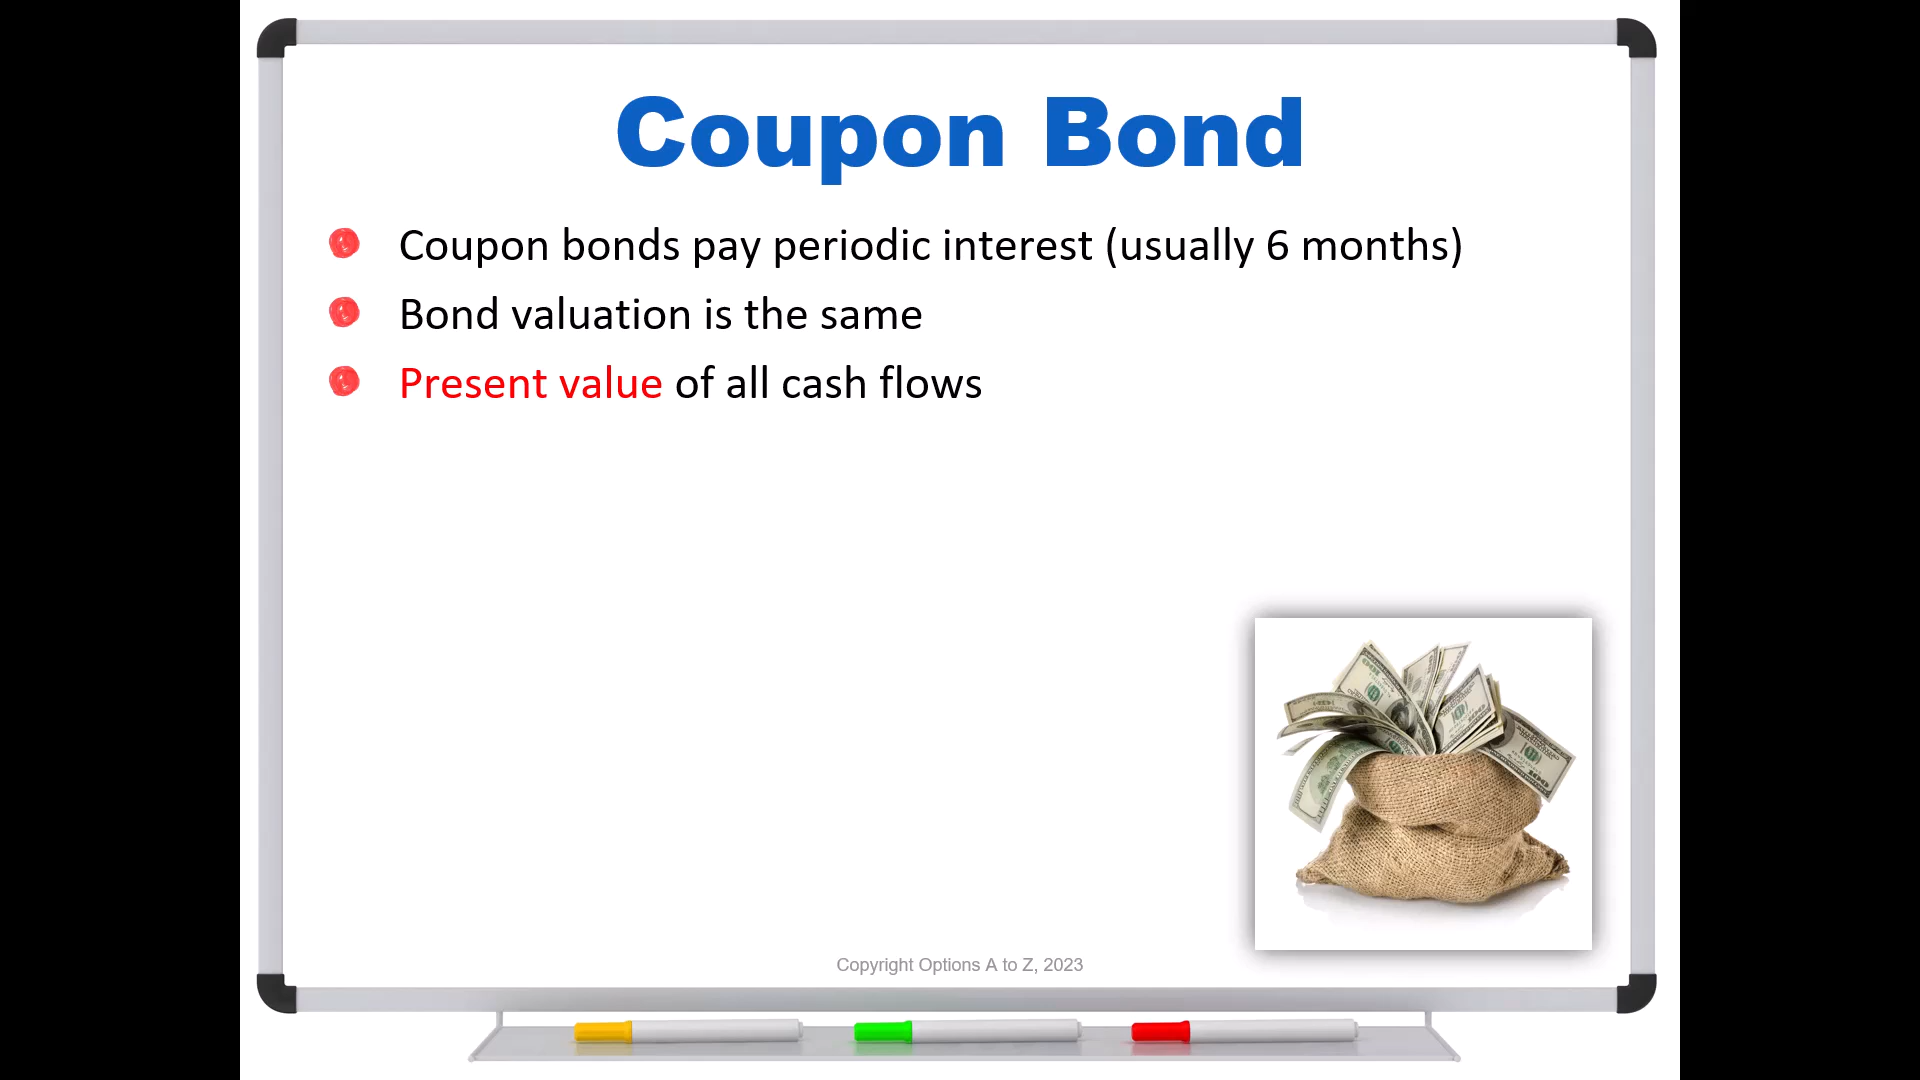 Coupon Bond
Coupon bonds pay periodic interest (usually 6 months)
Bond valuation is the same
Present value of all cash flows
Copyright Options A to Z, 2023